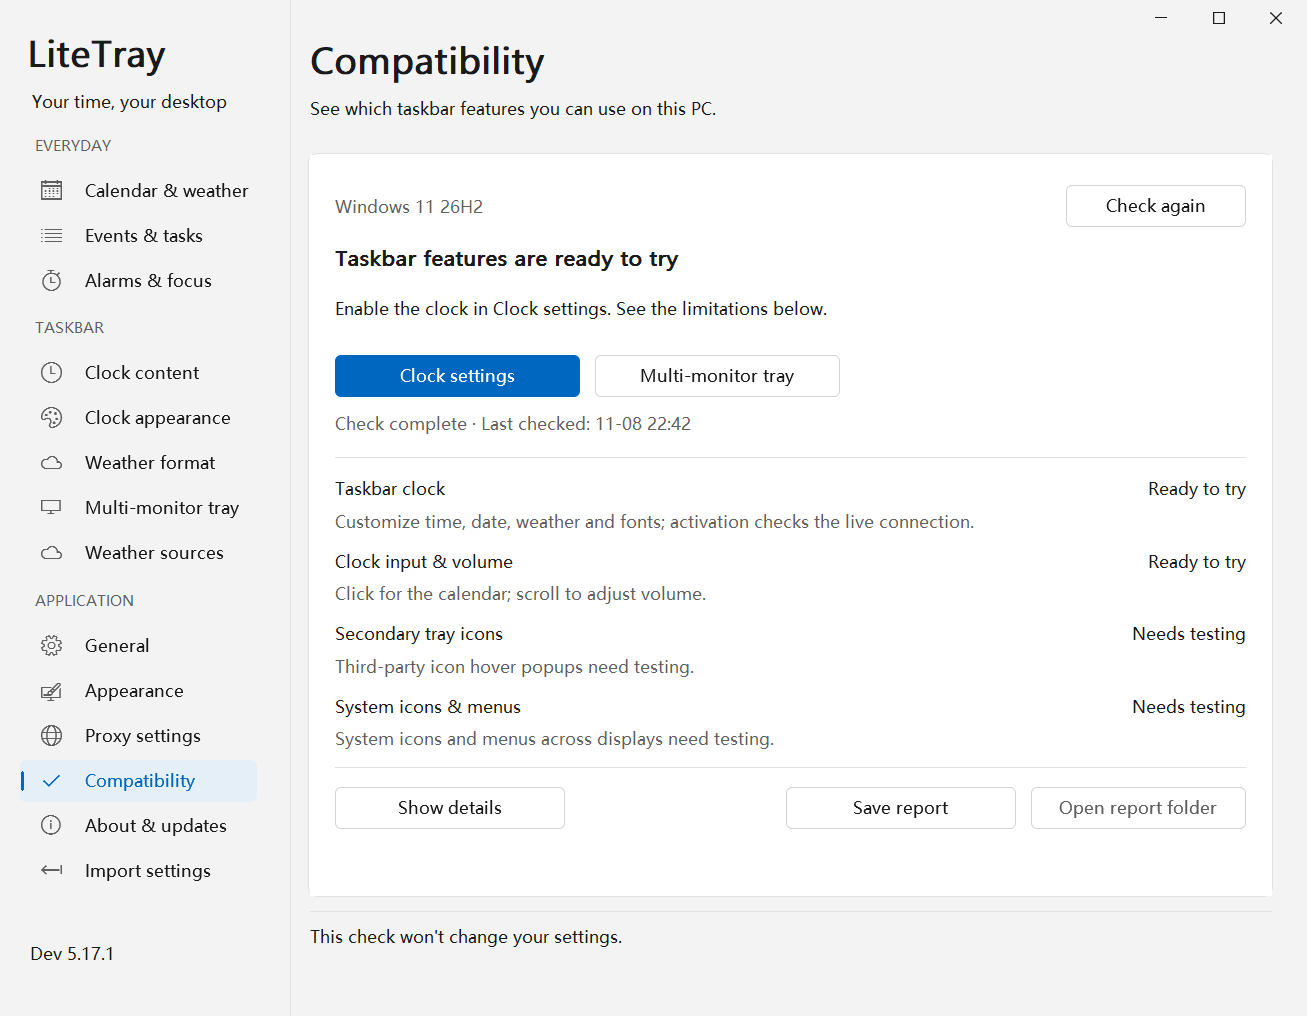 LiteTray
Your time, your desktop
EVERYDAY
Calendar & weather
Events & tasks
Alarms & focus
TASKBAR
Clock content
Clock appearance
Weather format
Multi-monitor tray
Weather sources
APPLICATION
General
Appearance
Proxy settings
Compatibility
About & updates
Import settings
Dev 5.17.1
Compatibility
See which taskbar features you can use on this PC.
Windows 11 26H2
Check again
Taskbar features are ready to try
Enable the clock in Clock settings. See the limitations below.
Clock settings
Multi-monitor tray
Check complete · Last checked: 11-08 22:42
Taskbar clock
Ready to try
Customize time, date, weather and fonts; activation checks the live connection.
Clock input & volume
Ready to try
Click for the calendar; scroll to adjust volume.
Secondary tray icons
Needs testing
Third-party icon hover popups need testing.
System icons & menus
Needs testing
System icons and menus across displays need testing.
Show details
Save report
Open report folder
This check won't change your settings.